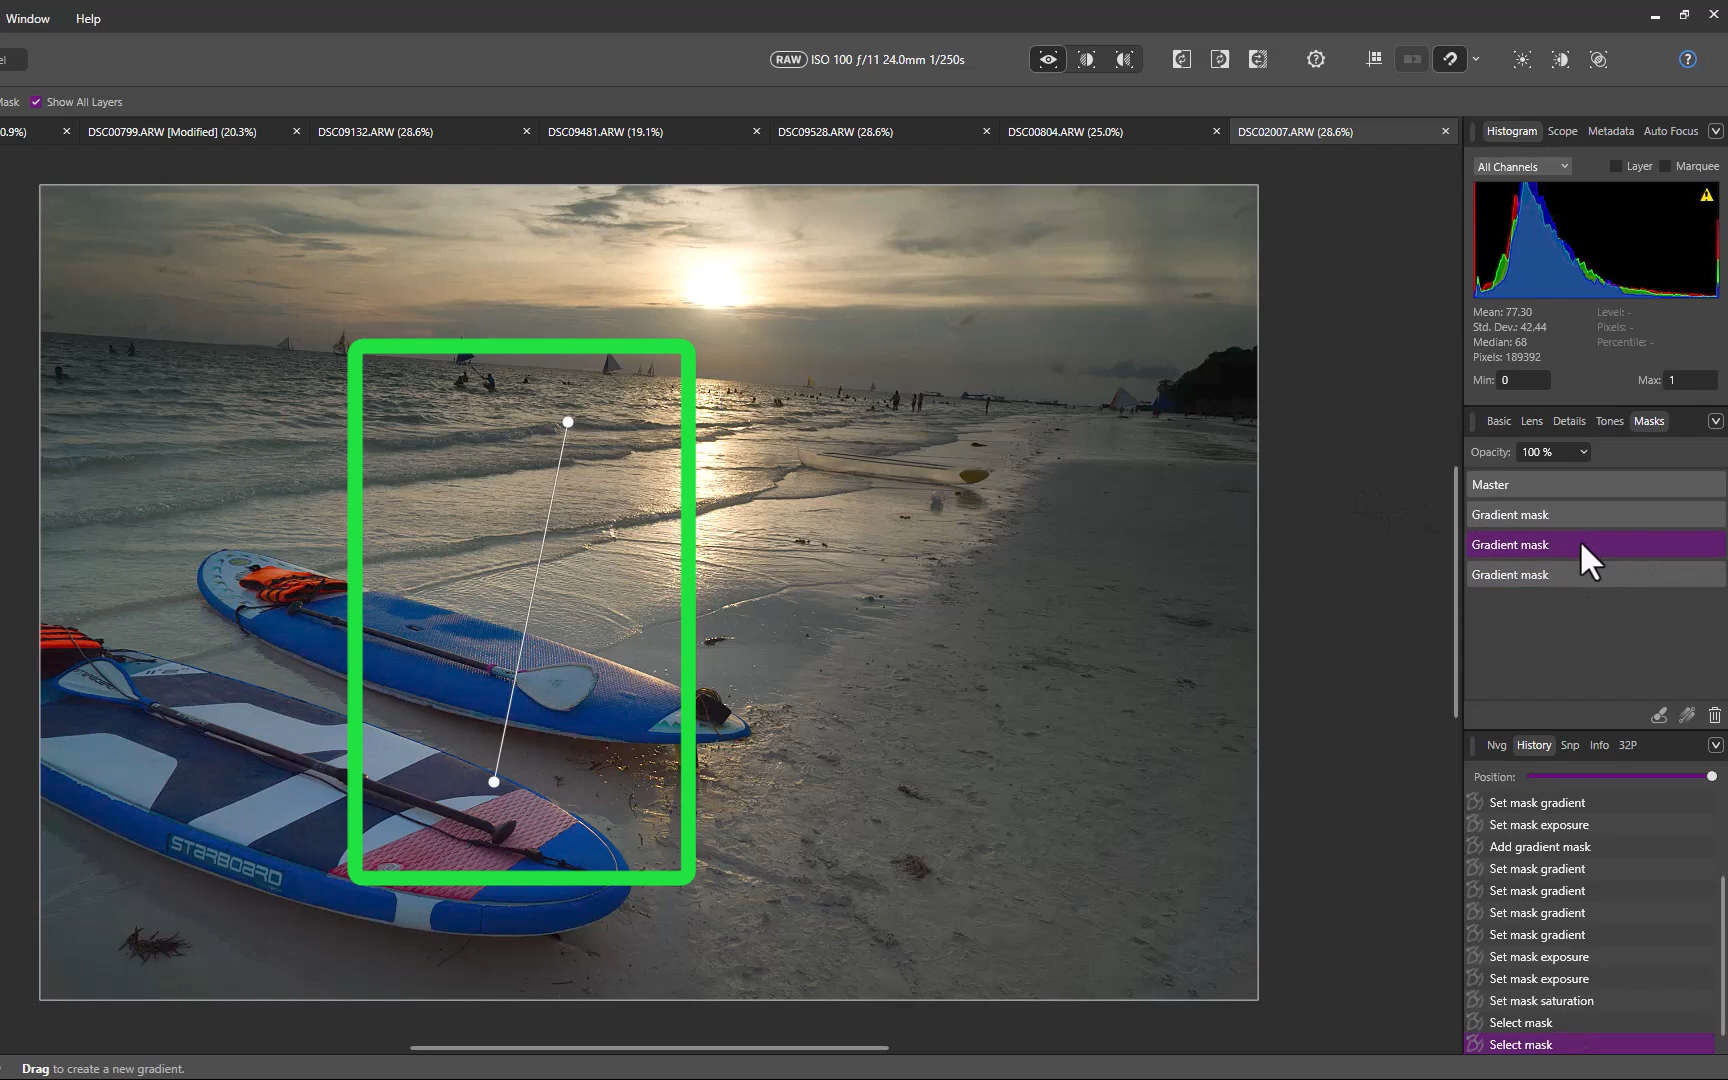 Window Help
RAW ISO 100 ƒ/11 24.0mm 1/250s
Show All Layers
0.9%) DSC00799.ARW [Modified] (20.3%) DSC09132.ARW (28.6%) DSC09481.ARW (19.1%) DSC09528.ARW (28.6%) DSC00804.ARW (25.0%) DSC02007.ARW (28.6%)
Histogram Scope Metadata Auto Focus
All Channels Layer Marquee
Mean: 77.30 Level: -
Std. Dev.: 42.44 Pixels: -
Median: 68 Percentile: -
Pixels: 189392
Min: 0 Max: 1
Basic Lens Details Tones Masks
Opacity: 100 %
Master
Gradient mask
Gradient mask
Gradient mask
Nvg History Snp Info 32P
Position:
Set mask gradient
Set mask exposure
Add gradient mask
Set mask gradient
Set mask gradient
Set mask gradient
Set mask gradient
Set mask exposure
Set mask exposure
Set mask saturation
Select mask
Select mask
STARBOARD
Drag to create a new gradient.